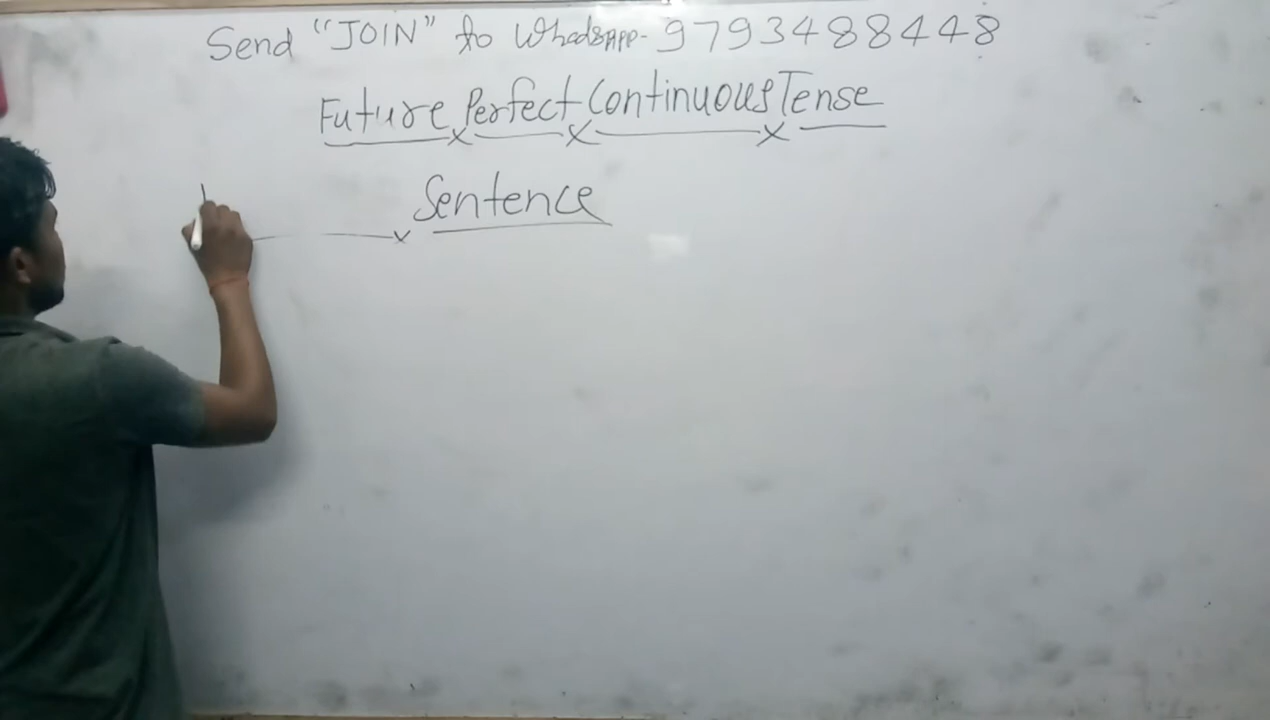 Send "JOIN" to WhatsApp- 9793488448
Future Perfect Continuous Tense
Sentence